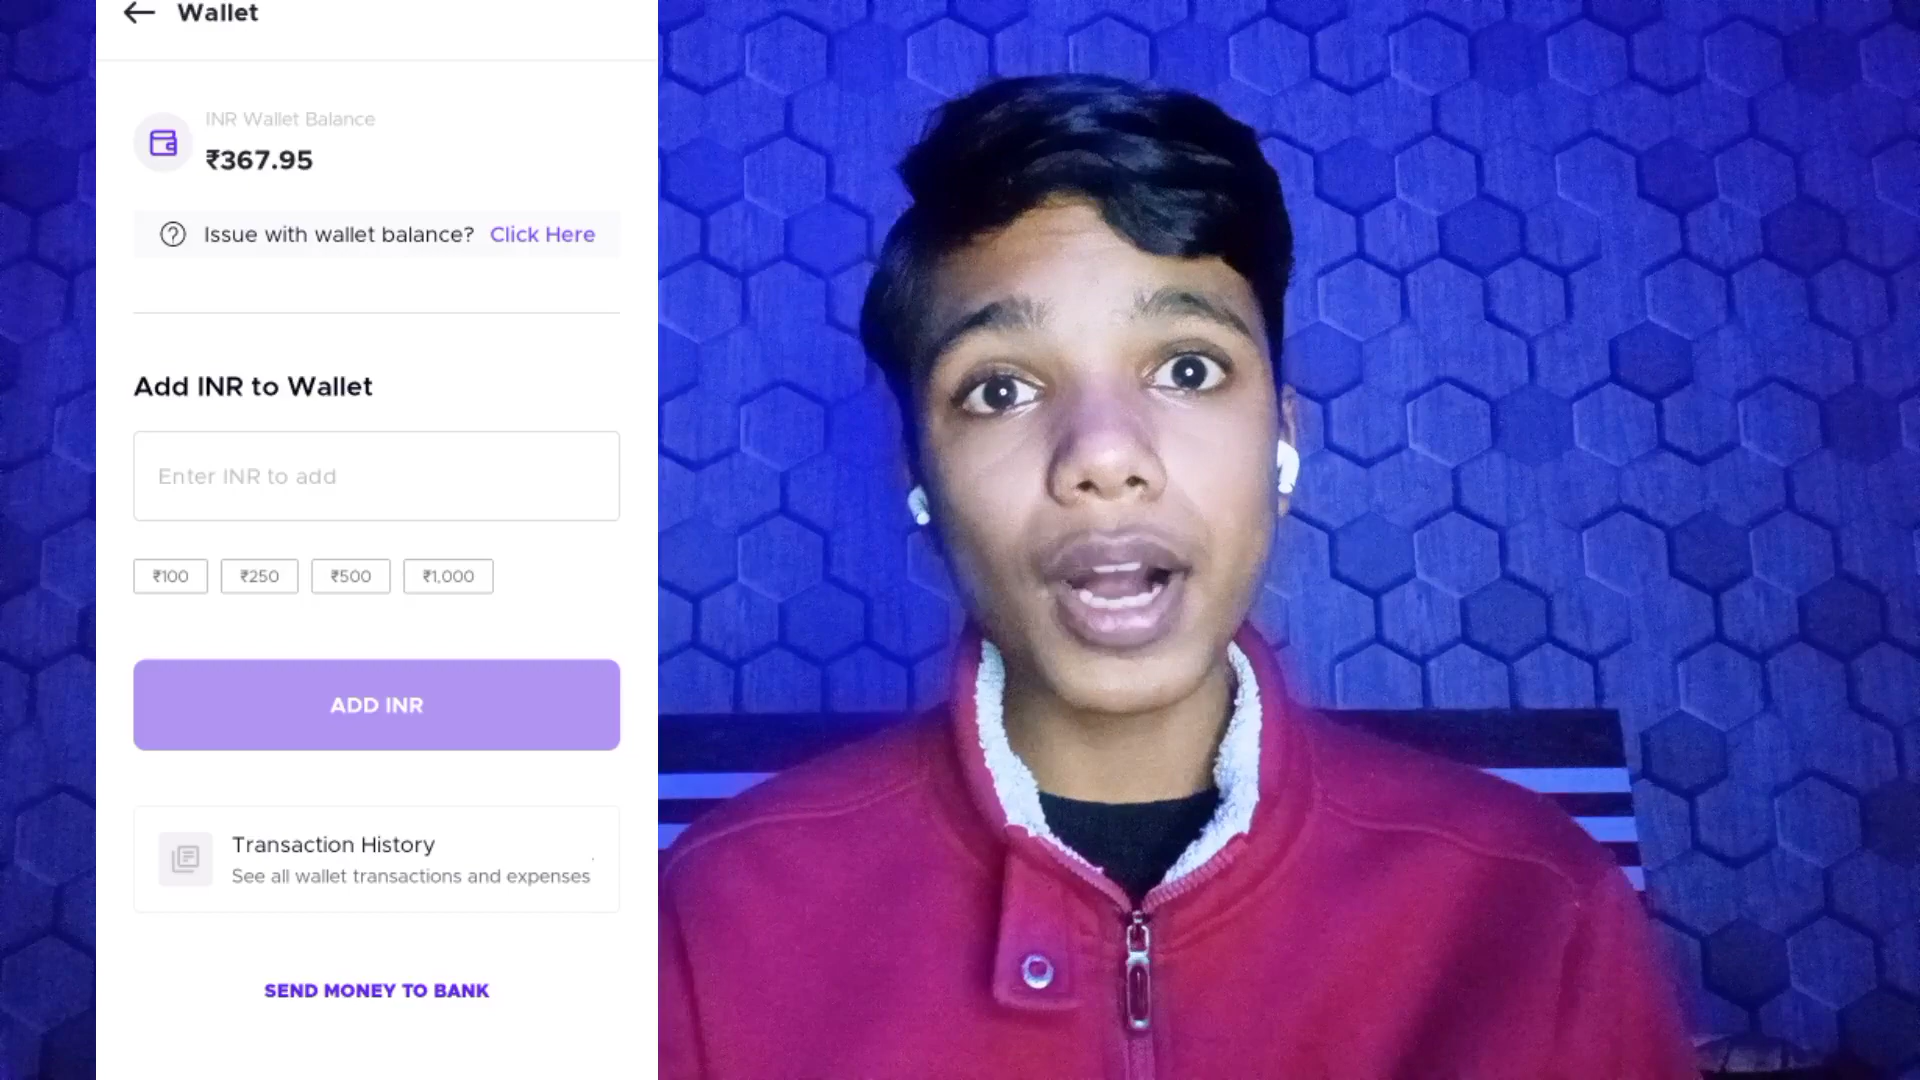 Wallet
INR Wallet Balance
₹367.95
Issue with wallet balance? Click Here
Add INR to Wallet
Enter INR to add
₹100 ₹250 ₹500 ₹1,000
ADD INR
Transaction History
See all wallet transactions and expenses
SEND MONEY TO BANK